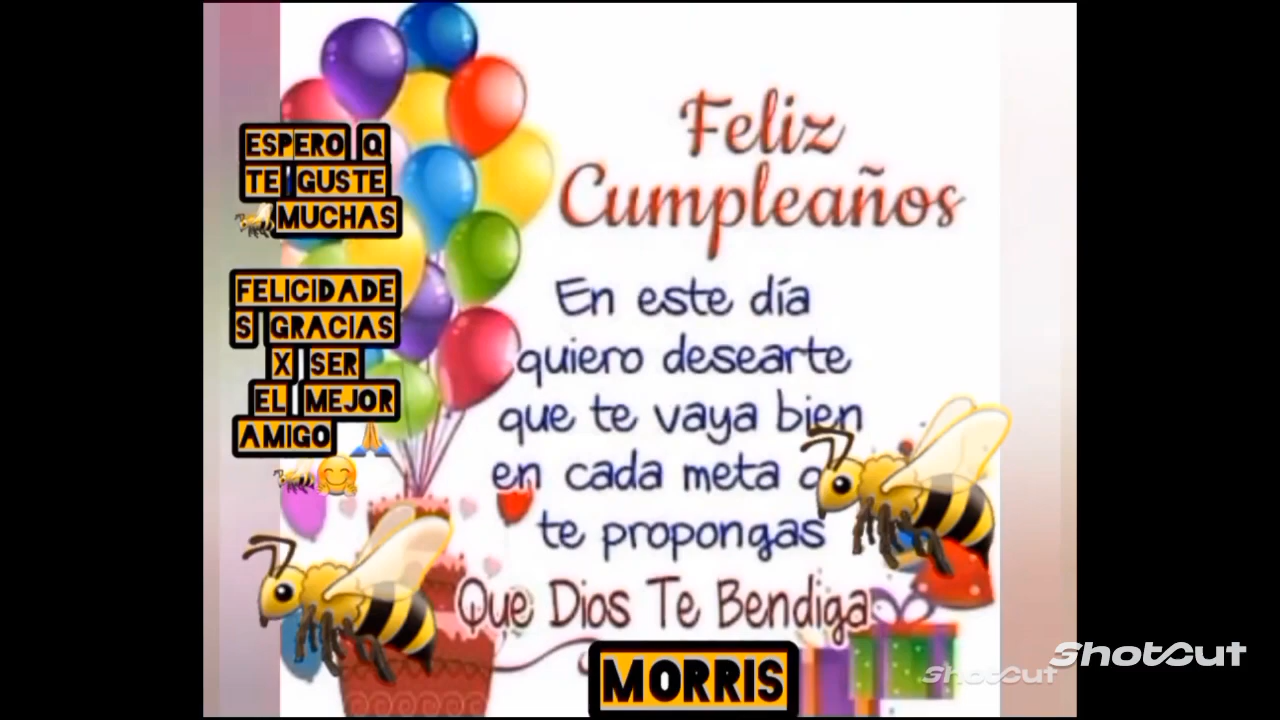 ESPERO Q
TE GUSTE
🐝MUCHAS
FELICIDADE
S GRACIAS
X SER
EL MEJOR
AMIGO 🙏
🐝🤗
Feliz
Cumpleaños
En este día
quiero desearte
que te vaya bien
en cada meta
te propongas
Que Dios Te Bendiga
MORRIS
ShotCut
ShotCut